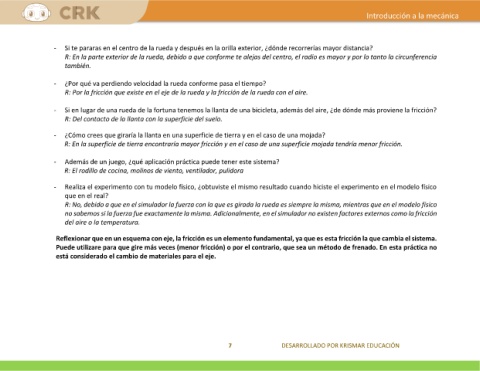 CRK
Introducción a la mecánica
- Si te pararas en el centro de la rueda y después en la orilla exterior, ¿dónde recorrerías mayor distancia?
R: En la parte exterior de la rueda, debido a que conforme te alejas del centro, el radio es mayor y por lo tanto la circunferencia
también.
- ¿Por qué va perdiendo velocidad la rueda conforme pasa el tiempo?
R: Por la fricción que existe en el eje de la rueda y la fricción de la rueda con el aire.
- Si en lugar de una rueda de la fortuna tenemos la llanta de una bicicleta, además del aire, ¿de dónde más proviene la fricción?
R: Del contacto de la llanta con la superficie del suelo.
- ¿Cómo crees que giraría la llanta en una superficie de tierra y en el caso de una mojada?
R: En la superficie de tierra encontraría mayor fricción y en el caso de una superficie mojada tendría menor fricción.
- Además de un juego, ¿qué aplicación práctica puede tener este sistema?
R: El rodillo de cocina, molinos de viento, ventilador, pulidora
- Realiza el experimento con tu modelo físico, ¿obtuviste el mismo resultado cuando hiciste el experimento en el modelo físico
que en el real?
R: No, debido a que en el simulador la fuerza con la que es girada la rueda es siempre la misma, mientras que en el modelo físico
no sabemos si la fuerza fue exactamente la misma. Adicionalmente, en el simulador no existen factores externos como la fricción
del aire o la temperatura.
Reflexionar que en un esquema con eje, la fricción es un elemento fundamental, ya que es esta fricción la que cambia el sistema.
Puede utilizare para que gire más veces (menor fricción) o por el contrario, que sea un método de frenado. En esta práctica no
está considerado el cambio de materiales para el eje.
7 DESARROLLADO POR KRISMAR EDUCACIÓN